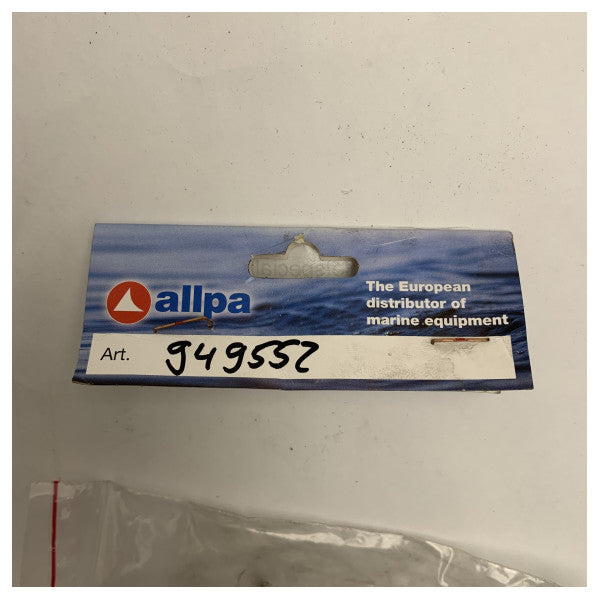 allpa
The European
distributor of
marine equipment
Art. 949552